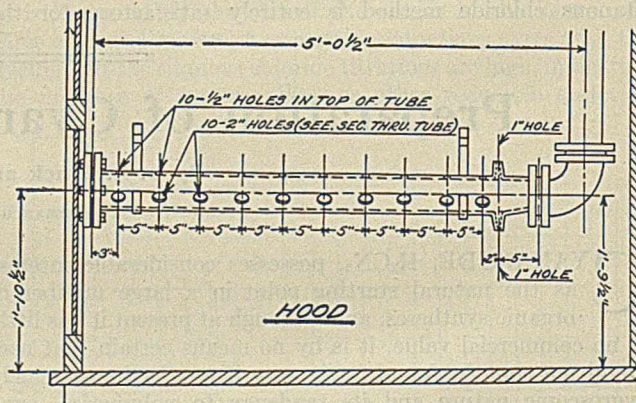 5'-0½"
10-½" HOLES IN TOP OF TUBE
10-2" HOLES (SEE. SEC. THRU. TUBE)
1" HOLE
3" 5" 5" 5" 5" 5" 5" 5" 5" 5" 2" 5"
1" HOLE
1'-10½"
1'-9½"
HOOD